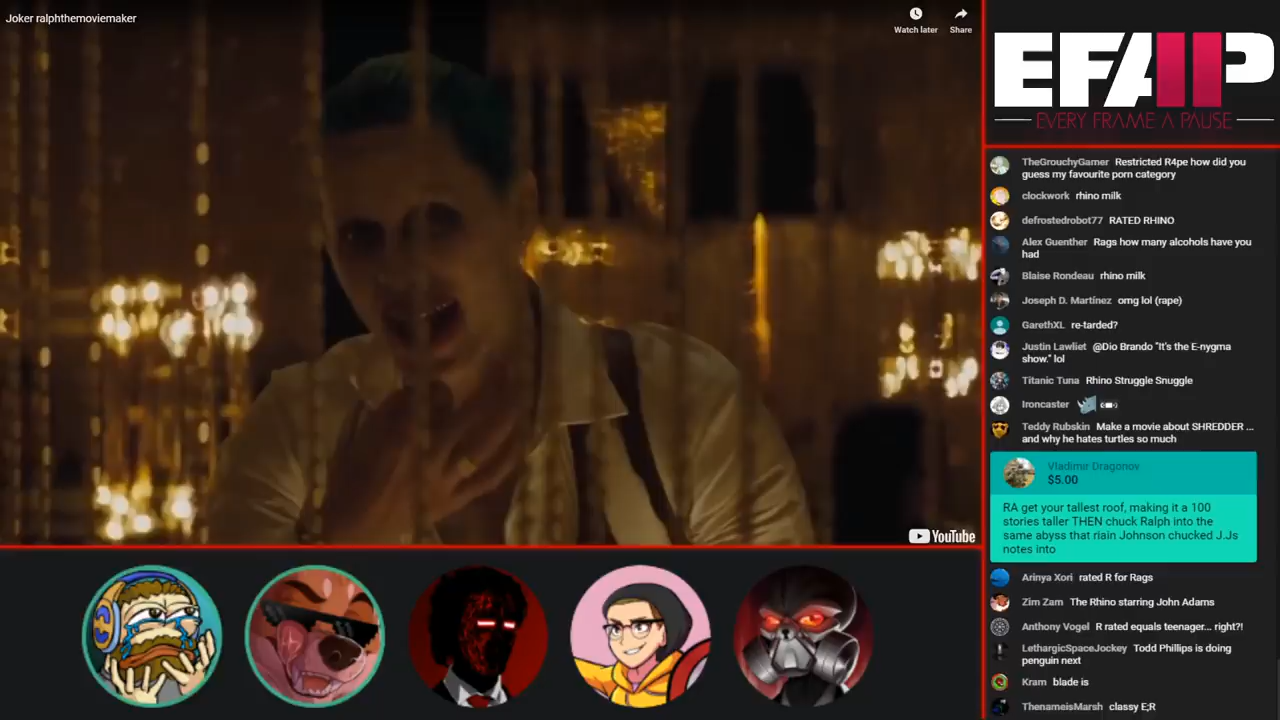 Joker ralphthemoviemaker
Watch later
Share
YouTube
EFAP
EVERY FRAME A PAUSE
TheGrouchyGamer Restricted R4pe how did you
guess my favourite porn category
clockwork rhino milk
defrostedrobot77 RATED RHINO
Alex Guenther Rags how many alcohols have you
had
Blaise Rondeau rhino milk
Joseph D. Martínez omg lol (rape)
GarethXL re-tarded?
Justin Lawliet @Dio Brando "It's the E-nygma
show." lol
Titanic Tuna Rhino Struggle Snuggle
Ironcaster
Teddy Rubskin Make a movie about SHREDDER ...
and why he hates turtles so much
Vladimir Dragonov
$5.00
RA get your tallest roof, making it a 100
stories taller THEN chuck Ralph into the
same abyss that riain Johnson chucked J.Js
notes into
Arinya Xori rated R for Rags
Zim Zam The Rhino starring John Adams
Anthony Vogel R rated equals teenager... right?!
LethargicSpaceJockey Todd Phillips is doing
penguin next
Kram blade is
ThenameisMarsh classy E;R